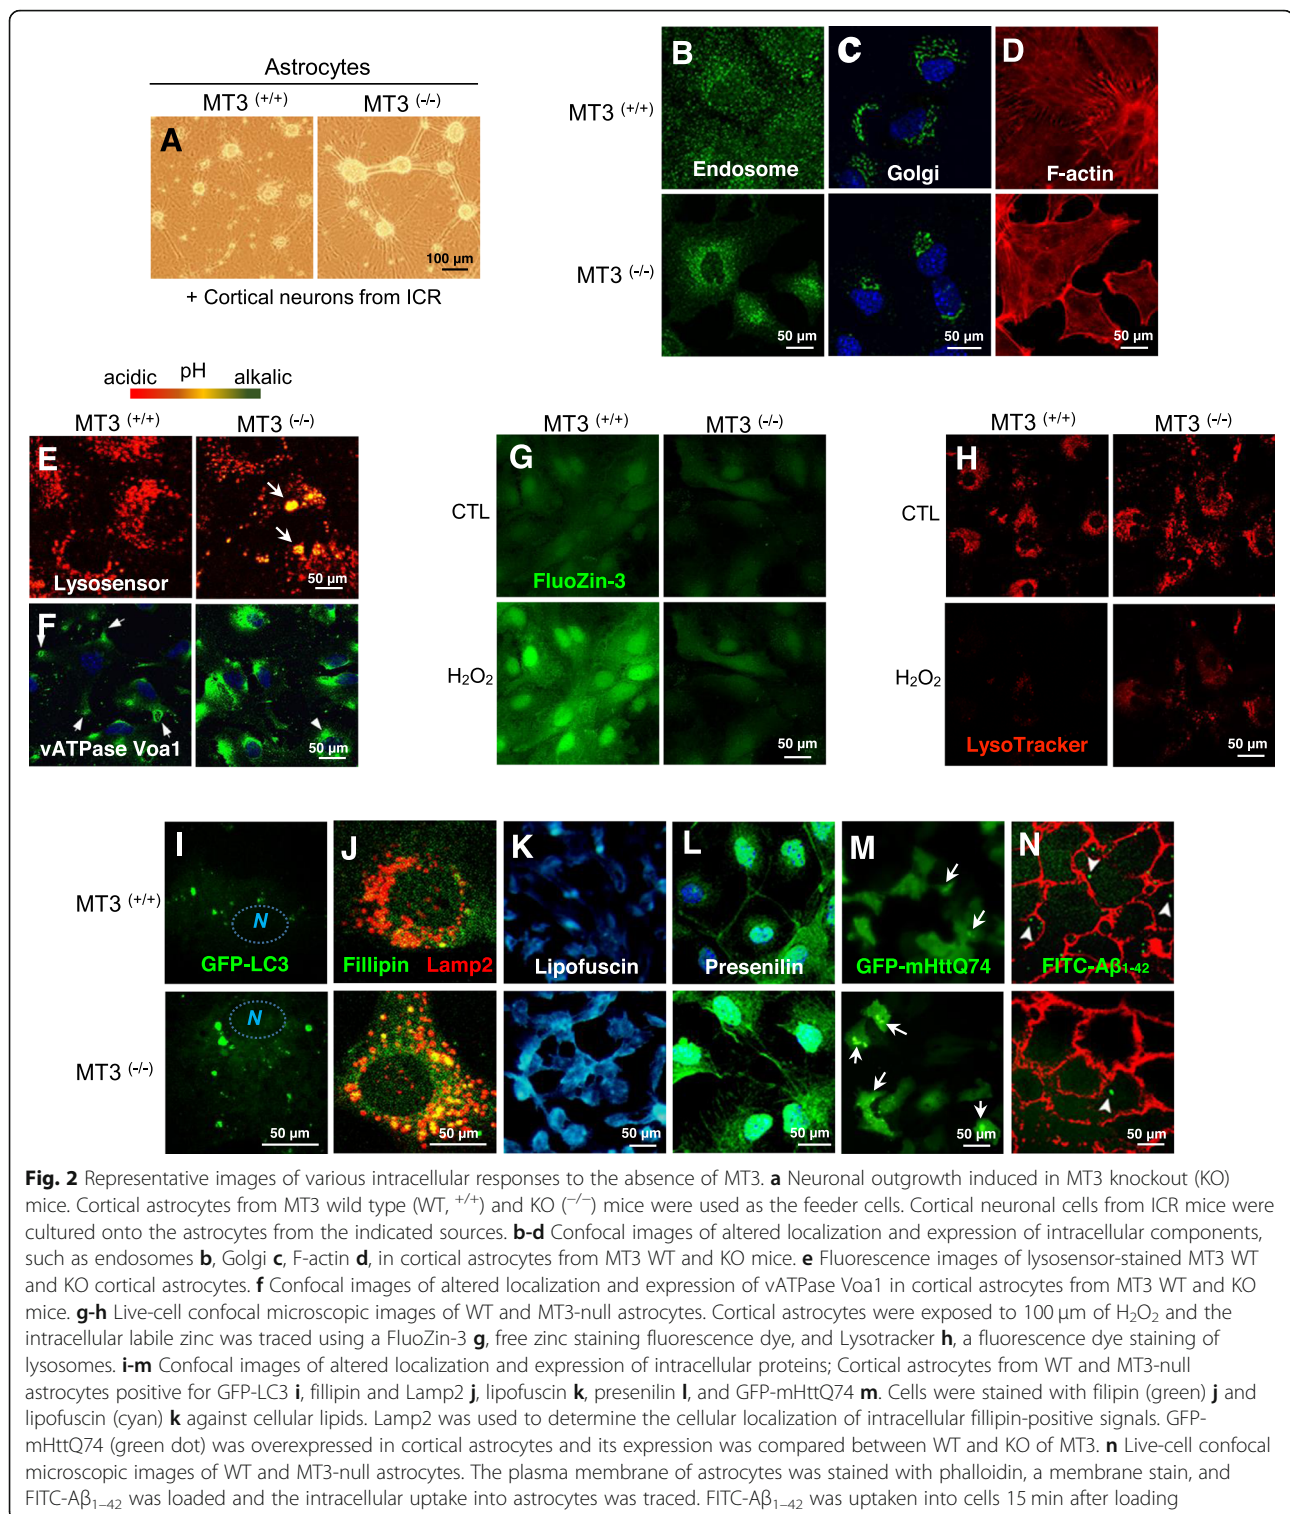 Astrocytes
MT3 (+/+) MT3 (-/-)
A
100 µm
+ Cortical neurons from ICR
B C D
MT3 (+/+)
Endosome Golgi F-actin
MT3 (-/-)
50 µm 50 µm 50 µm
acidic pH alkalic
MT3 (+/+) MT3 (-/-)
E
Lysosensor 50 µm
F
vATPase Voa1 50 µm
MT3 (+/+) MT3 (-/-)
G
CTL
FluoZin-3
H₂O₂
50 µm
MT3 (+/+) MT3 (-/-)
H
CTL
H₂O₂
LysoTracker 50 µm
I J K L M N
MT3 (+/+)
N
GFP-LC3 Fillipin Lamp2 Lipofuscin Presenilin GFP-mHttQ74 FITC-Aβ₁₋₄₂
N
MT3 (-/-)
50 µm 50 µm 50 µm 50 µm 50 µm 50 µm
Fig. 2 Representative images of various intracellular responses to the absence of MT3. a Neuronal outgrowth induced in MT3 knockout (KO)
mice. Cortical astrocytes from MT3 wild type (WT, +/+) and KO (−/−) mice were used as the feeder cells. Cortical neuronal cells from ICR mice were
cultured onto the astrocytes from the indicated sources. b-d Confocal images of altered localization and expression of intracellular components,
such as endosomes b, Golgi c, F-actin d, in cortical astrocytes from MT3 WT and KO mice. e Fluorescence images of lysosensor-stained MT3 WT
and KO cortical astrocytes. f Confocal images of altered localization and expression of vATPase Voa1 in cortical astrocytes from MT3 WT and KO
mice. g-h Live-cell confocal microscopic images of WT and MT3-null astrocytes. Cortical astrocytes were exposed to 100 μm of H₂O₂ and the
intracellular labile zinc was traced using a FluoZin-3 g, free zinc staining fluorescence dye, and Lysotracker h, a fluorescence dye staining of
lysosomes. i-m Confocal images of altered localization and expression of intracellular proteins; Cortical astrocytes from WT and MT3-null
astrocytes positive for GFP-LC3 i, fillipin and Lamp2 j, lipofuscin k, presenilin l, and GFP-mHttQ74 m. Cells were stained with filipin (green) j and
lipofuscin (cyan) k against cellular lipids. Lamp2 was used to determine the cellular localization of intracellular fillipin-positive signals. GFP-
mHttQ74 (green dot) was overexpressed in cortical astrocytes and its expression was compared between WT and KO of MT3. n Live-cell confocal
microscopic images of WT and MT3-null astrocytes. The plasma membrane of astrocytes was stained with phalloidin, a membrane stain, and
FITC-Aβ₁₋₄₂ was loaded and the intracellular uptake into astrocytes was traced. FITC-Aβ₁₋₄₂ was uptaken into cells 15 min after loading